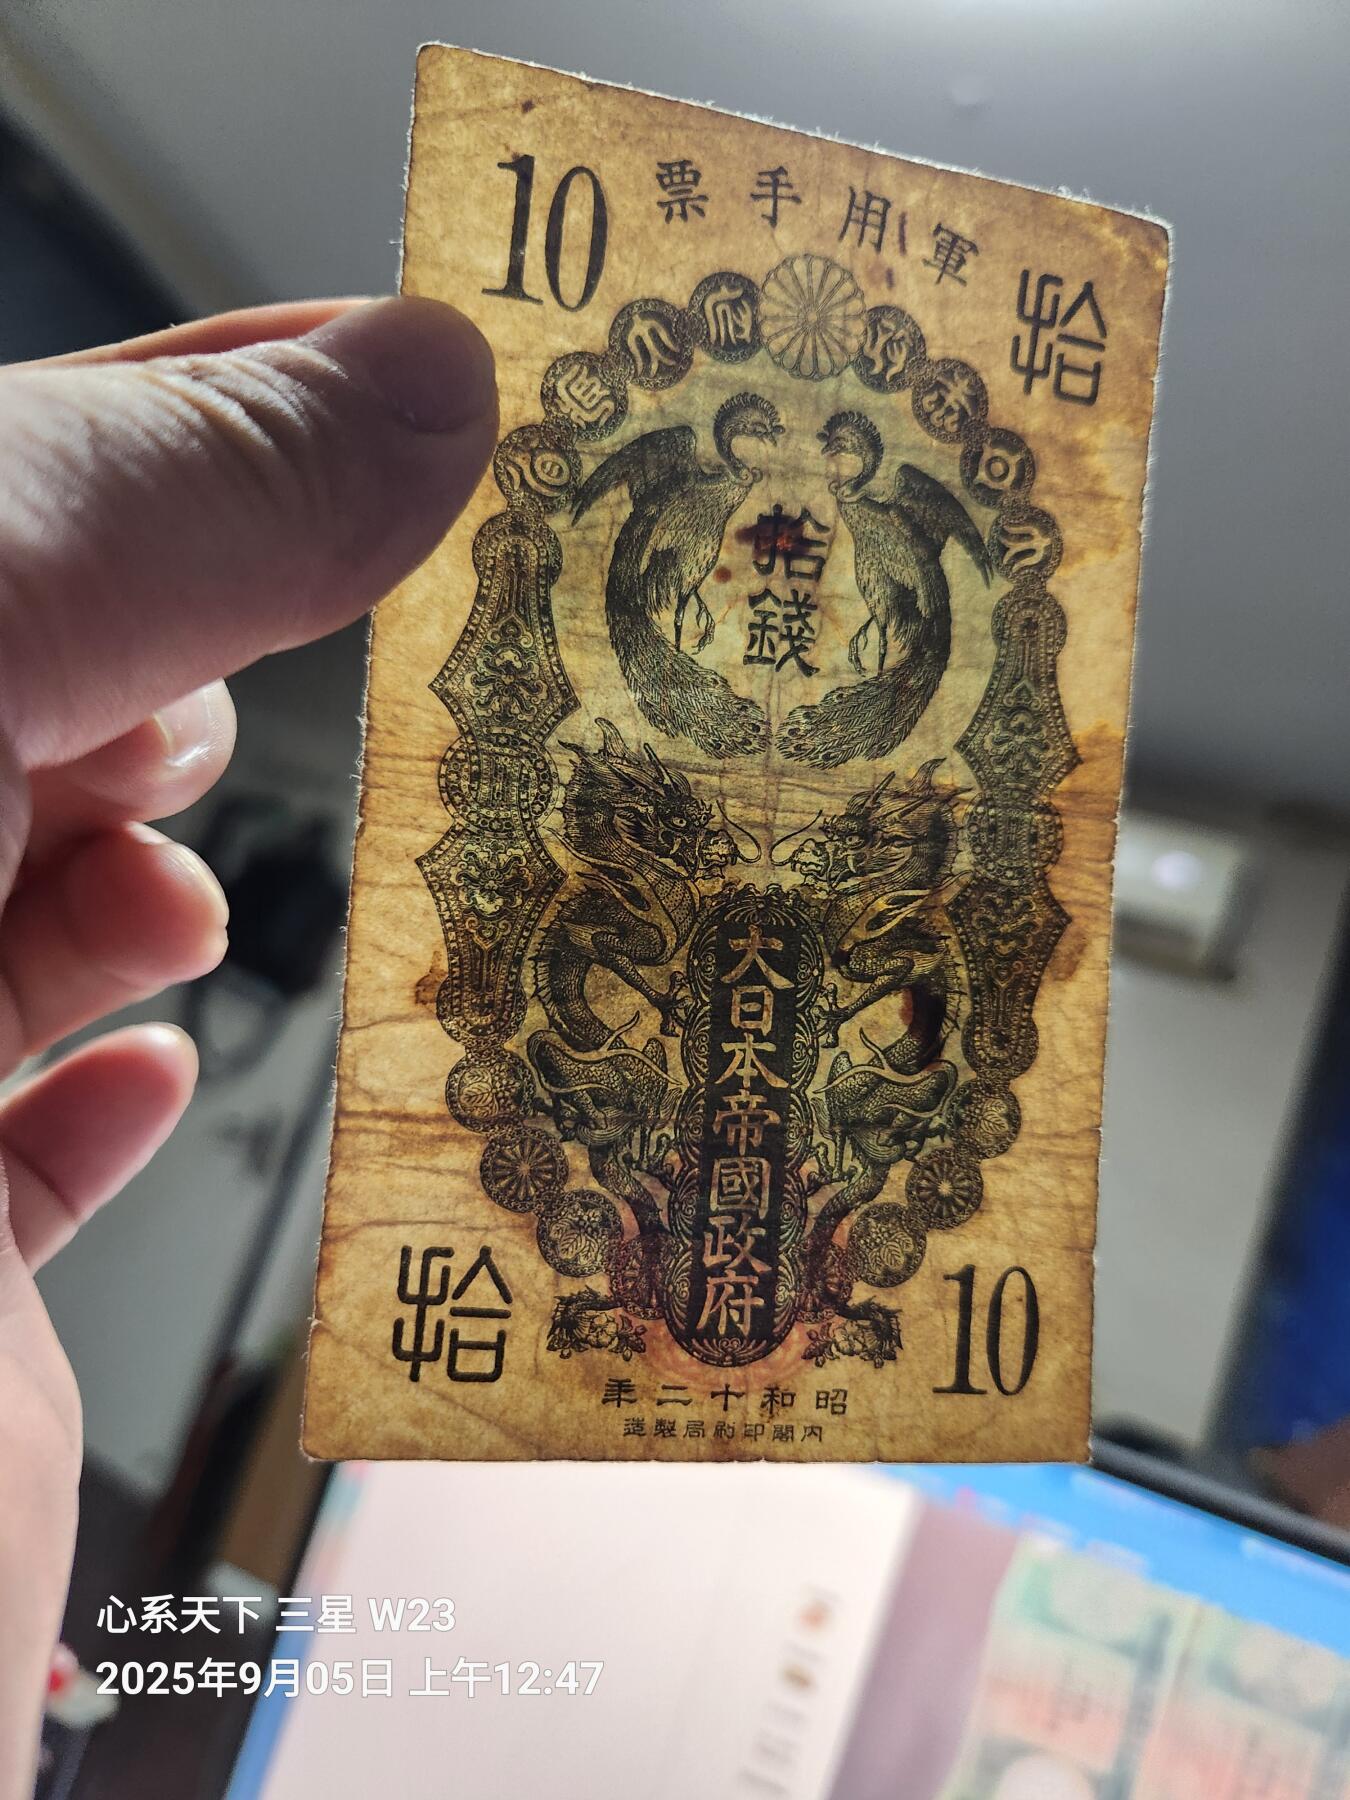 10
票手用軍
拾
拾錢
大日本帝國政府
拾
10
年二十和昭
造製局刷印閣内
心系天下 三星 W23
2025年9月05日 上午12:47